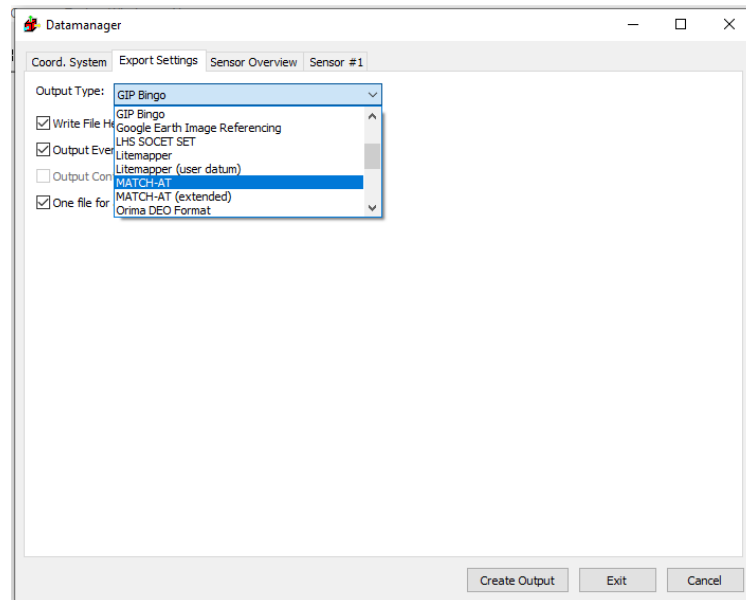 Datamanager
Coord. System Export Settings Sensor Overview Sensor #1
Output Type: GIP Bingo
GIP Bingo
Write File He
Google Earth Image Referencing
LHS SOCET SET
Output Ever
Litemapper
Litemapper (user datum)
Output Con
MATCH-AT
MATCH-AT (extended)
One file for
Orima DEO Format
Create Output Exit Cancel